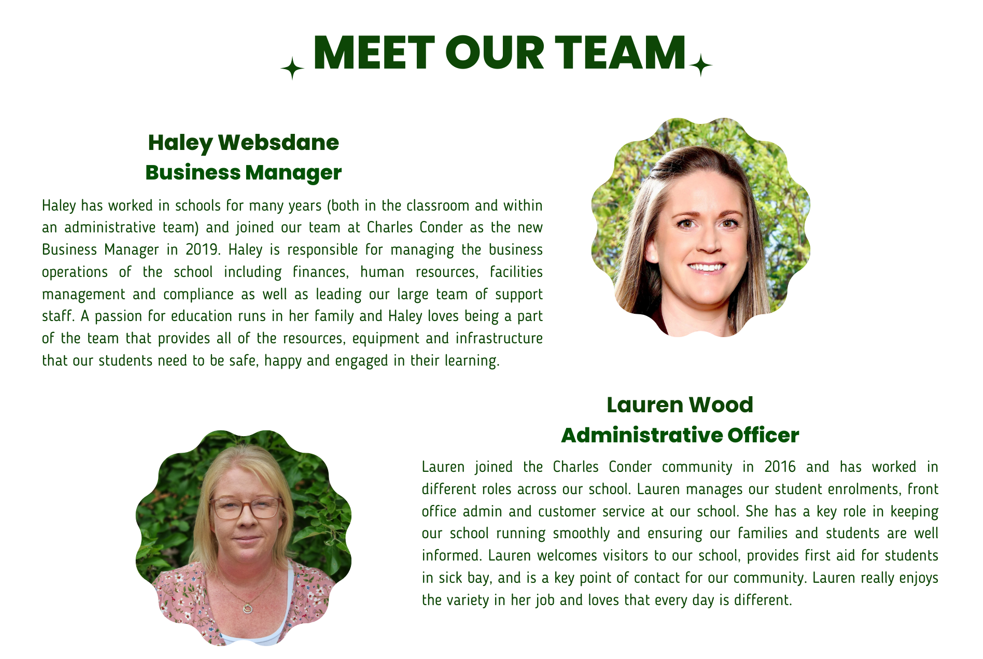 MEET OUR TEAM
Haley Websdane
Business Manager
Haley has worked in schools for many years (both in the classroom and within
an administrative team) and joined our team at Charles Conder as the new
Business Manager in 2019. Haley is responsible for managing the business
operations of the school including finances, human resources, facilities
management and compliance as well as leading our large team of support
staff. A passion for education runs in her family and Haley loves being a part
of the team that provides all of the resources, equipment and infrastructure
that our students need to be safe, happy and engaged in their learning.
Lauren Wood
Administrative Officer
Lauren joined the Charles Conder community in 2016 and has worked in
different roles across our school. Lauren manages our student enrolments, front
office admin and customer service at our school. She has a key role in keeping
our school running smoothly and ensuring our families and students are well
informed. Lauren welcomes visitors to our school, provides first aid for students
in sick bay, and is a key point of contact for our community. Lauren really enjoys
the variety in her job and loves that every day is different.